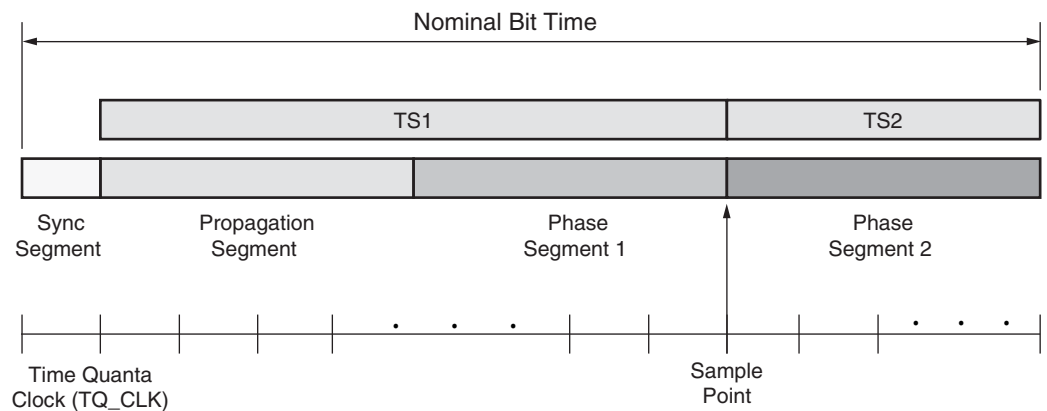 Nominal Bit Time
TS1
TS2
Sync
Segment
Propagation
Segment
Phase
Segment 1
Phase
Segment 2
Time Quanta
Clock (TQ_CLK)
Sample
Point